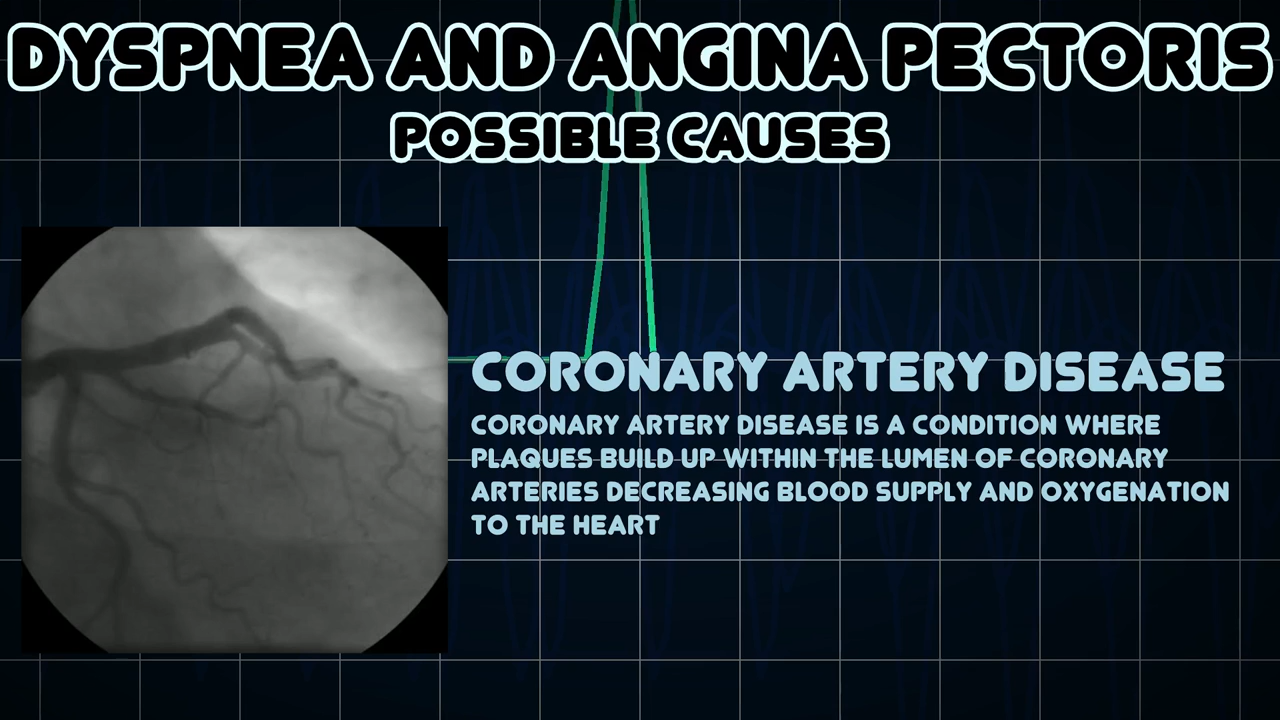 DYSPNEA AND ANGINA PECTORIS
POSSIBLE CAUSES
CORONARY ARTERY DISEASE
CORONARY ARTERY DISEASE IS A CONDITION WHERE
PLAQUES BUILD UP WITHIN THE LUMEN OF CORONARY
ARTERIES DECREASING BLOOD SUPPLY AND OXYGENATION
TO THE HEART